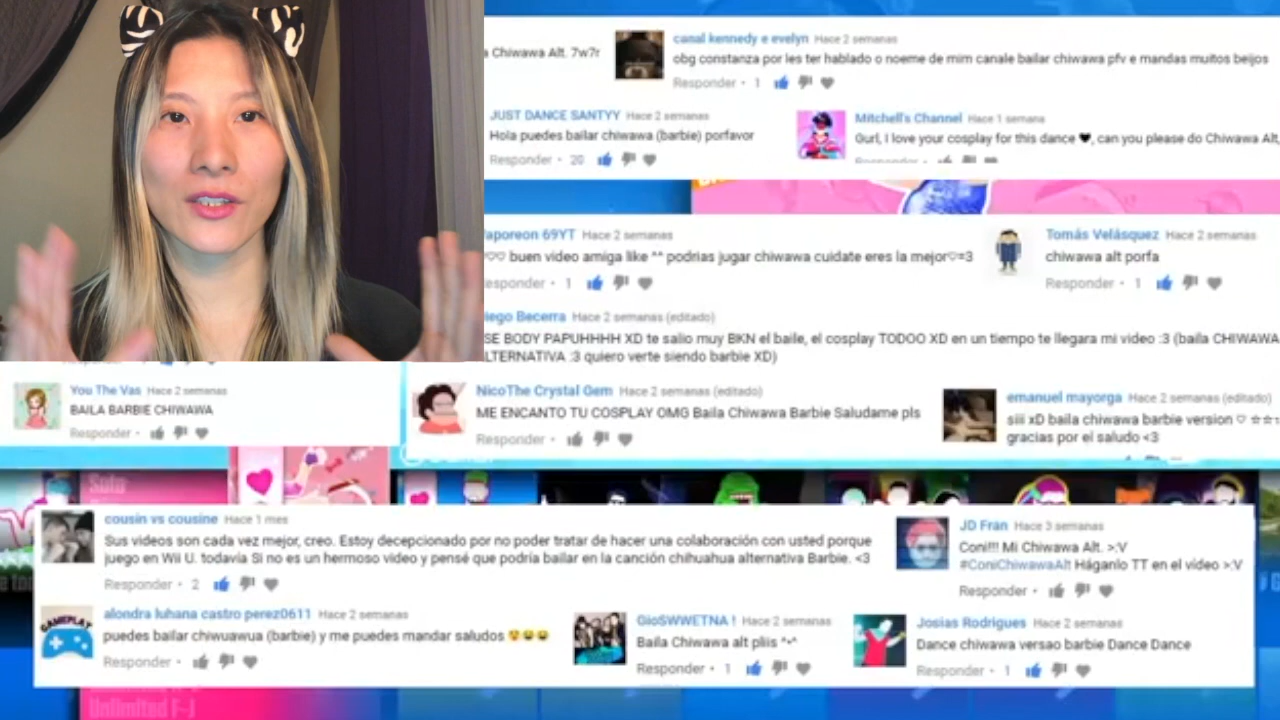 a Chiwawa Alt. 7w7r
canal kennedy e evelyn Hace 2 semanas
obg constanza por les ter hablado o noeme de mim canale bailar chiwawa pfv e mandas muitos beijos
Responder • 1
JUST DANCE SANTYY Hace 2 semanas
Hola puedes bailar chiwawa (barbie) porfavor
Responder • 20
Mitchell's Channel Hace 1 semana
Gurl, I love your cosplay for this dance ♥, can you please do Chiwawa Alt,
Responder •
aporeon 69YT Hace 2 semanas
♡♡ buen video amiga like ^^ podrias jugar chiwawa cuidate eres la mejor♡=3
esponder • 1
Tomás Velásquez Hace 2 semanas
chiwawa alt porfa
Responder • 1
iego Becerra Hace 2 semanas (editado)
SE BODY PAPUHHHH XD te salio muy BKN el baile, el cosplay TODOO XD en un tiempo te llegara mi video :3 (baila CHIWAWA
LTERNATIVA :3 quiero verte siendo barbie XD)
You The Vas Hace 2 semanas
BAILA BARBIE CHIWAWA
Responder •
NicoThe Crystal Gem Hace 2 semanas (editado)
ME ENCANTO TU COSPLAY OMG Baila Chiwawa Barbie Saludame pls
Responder •
emanuel mayorga Hace 2 semanas (editado)
siii xD baila chiwawa barbie version ♡ ☆☆
gracias por el saludo <3
Sofa
cousin vs cousine Hace 1 mes
Sus videos son cada vez mejor, creo. Estoy decepcionado por no poder tratar de hacer una colaboración con usted porque
juego en Wii U. todavía Si no es un hermoso video y pensé que podría bailar en la canción chihuahua alternativa Barbie. <3
Responder • 2
JD Fran Hace 3 semanas
Coni!!! Mi Chiwawa Alt. >:V
#ConiChiwawaAlt Háganlo TT en el vídeo >:V
Responder •
GAMEPLAY
alondra luhana castro perez0611 Hace 2 semanas
puedes bailar chiwuawua (barbie) y me puedes mandar saludos 😍😂😂
Responder •
GioSWWETNA ! Hace 2 semanas
Baila Chiwawa alt pliis ^-^
Responder • 1
Josias Rodrigues Hace 2 semanas
Dance chiwawa versao barbie Dance Dance
Responder • 1
Unlimited F-J